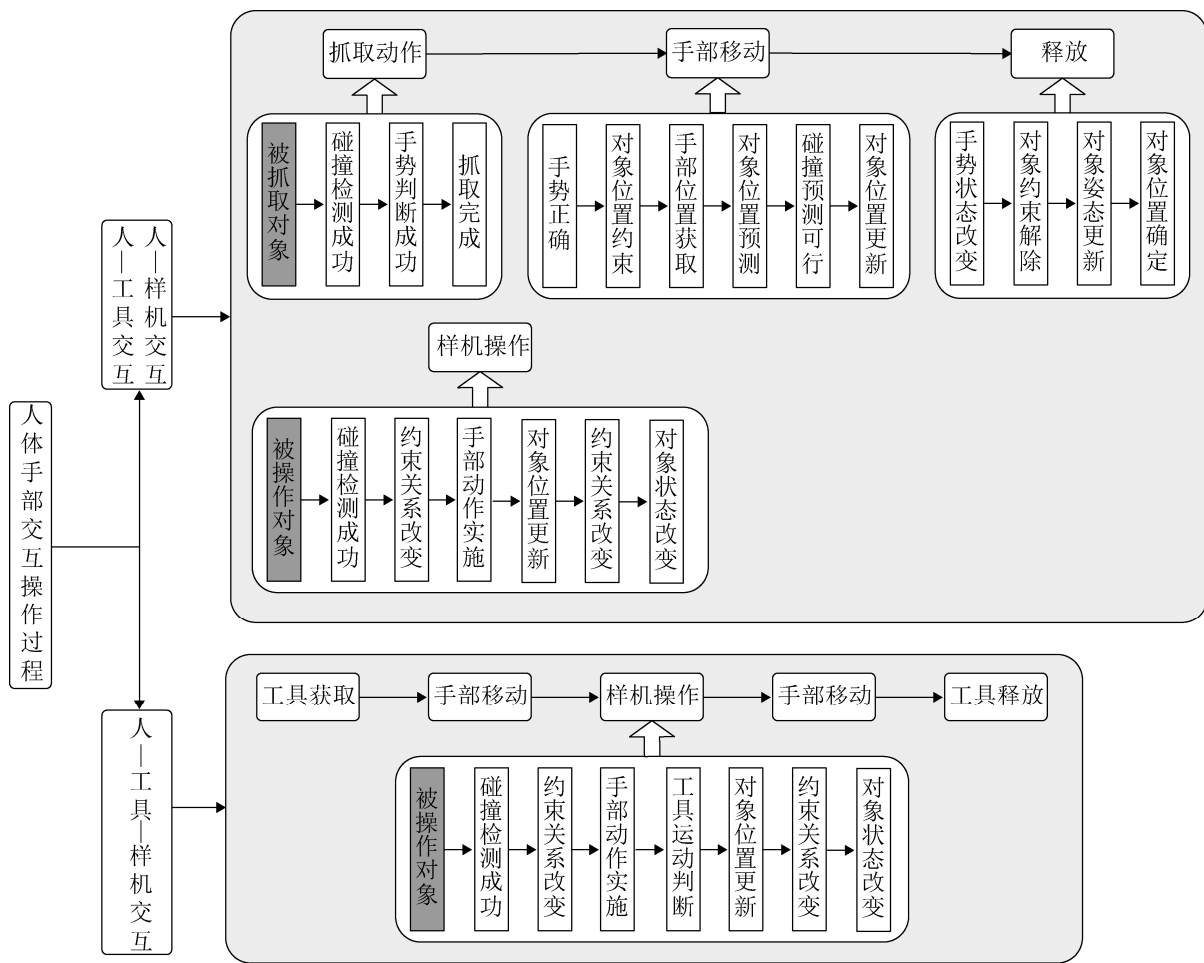 人体手部交互操作过程
人—工具交互
人—样机交互
抓取动作
手部移动
释放
被抓取对象
碰撞检测成功
手势判断成功
抓取完成
手势正确
对象位置约束
手部位置获取
对象位置预测
碰撞预测可行
对象位置更新
手势状态改变
对象约束解除
对象姿态更新
对象位置确定
样机操作
被操作对象
碰撞检测成功
约束关系改变
手部动作实施
对象位置更新
约束关系改变
对象状态改变
人—工具—样机交互
工具获取
手部移动
样机操作
手部移动
工具释放
被操作对象
碰撞检测成功
约束关系改变
手部动作实施
工具运动判断
对象位置更新
约束关系改变
对象状态改变